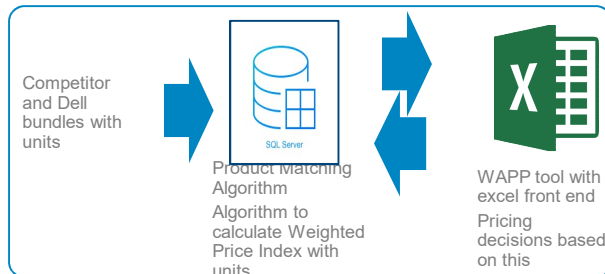 Competitor
and Dell
bundles with
units
SQL Server
Product Matching
Algorithm
Algorithm to
calculate Weighted
Price Index with
units
X
WAPP tool with
excel front end
Pricing
decisions based
on this